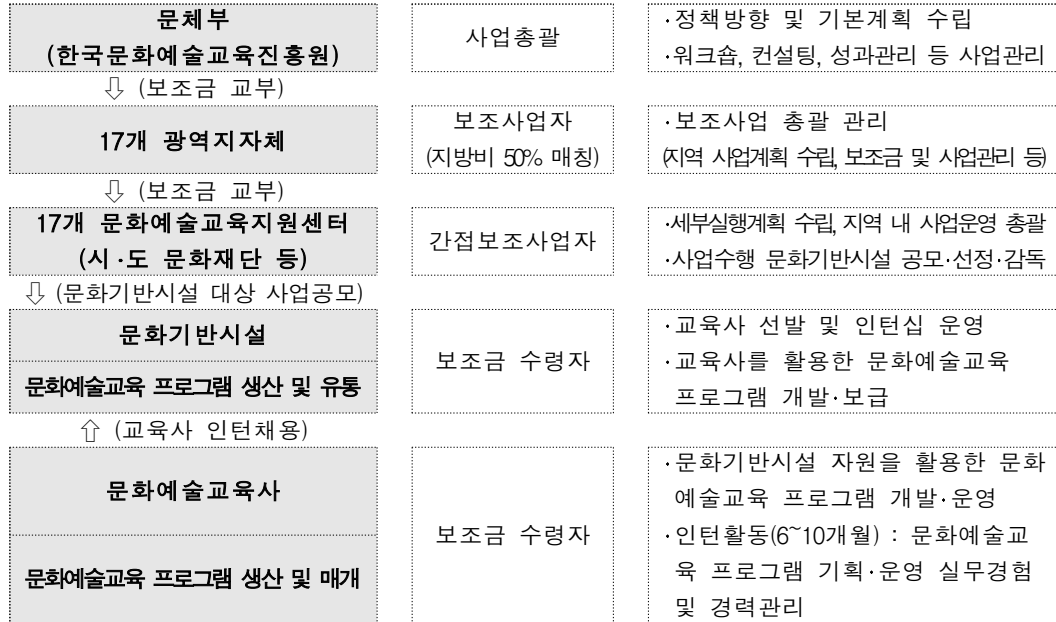 문체부
(한국문화예술교육진흥원)
사업총괄
·정책방향 및 기본계획 수립
·워크숍, 컨설팅, 성과관리 등 사업관리
⇩ (보조금 교부)
17개 광역지자체
보조사업자
(지방비 50% 매칭)
·보조사업 총괄 관리
(지역 사업계획 수립, 보조금 및 사업관리 등)
⇩ (보조금 교부)
17개 문화예술교육지원센터
(시·도 문화재단 등)
간접보조사업자
·세부실행계획 수립, 지역 내 사업운영 총괄
·사업수행 문화기반시설 공모·선정·감독
⇩ (문화기반시설 대상 사업공모)
문화기반시설
문화예술교육 프로그램 생산 및 유통
보조금 수령자
·교육사 선발 및 인턴십 운영
·교육사를 활용한 문화예술교육
프로그램 개발·보급
⇧ (교육사 인턴채용)
문화예술교육사
문화예술교육 프로그램 생산 및 매개
보조금 수령자
·문화기반시설 자원을 활용한 문화
예술교육 프로그램 개발·운영
·인턴활동(6~10개월) : 문화예술교
육 프로그램 기획·운영 실무경험
및 경력관리